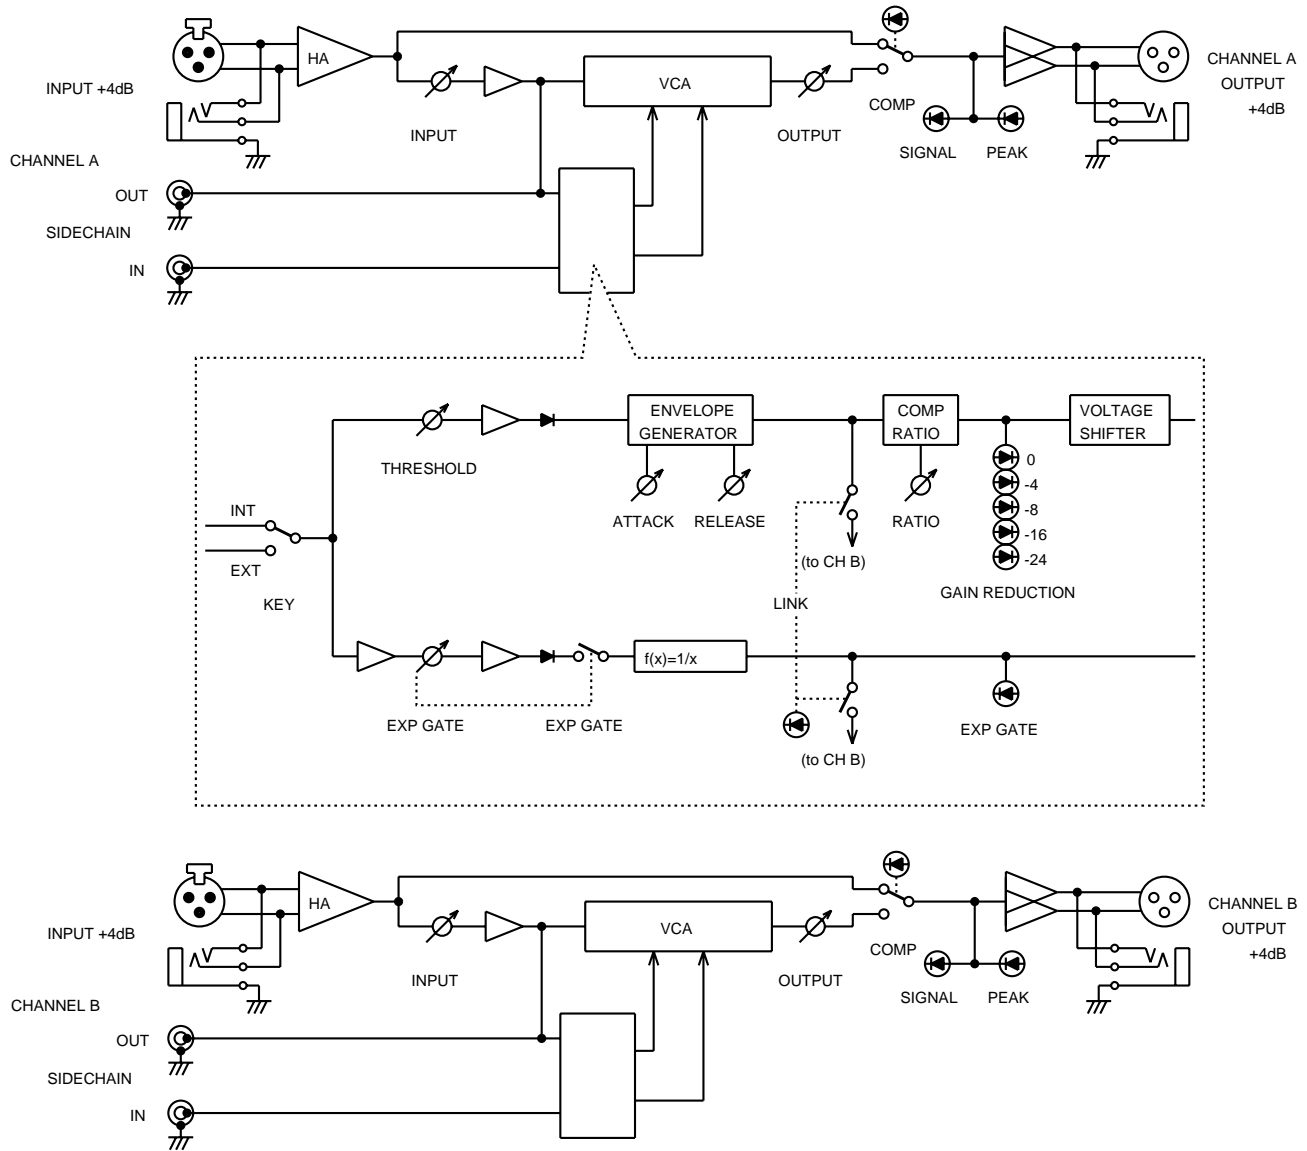 HA
VCA
CHANNEL A
INPUT +4dB
OUTPUT
COMP
+4dB
INPUT
OUTPUT
SIGNAL
PEAK
CHANNEL A
OUT
SIDECHAIN
IN
ENVELOPE
GENERATOR
COMP
RATIO
VOLTAGE
SHIFTER
THRESHOLD
0
-4
INT
ATTACK
RELEASE
RATIO
-8
-16
EXT
(to CH B)
-24
KEY
LINK
GAIN REDUCTION
f(x)=1/x
EXP GATE
EXP GATE
EXP GATE
(to CH B)
HA
VCA
CHANNEL B
INPUT +4dB
OUTPUT
COMP
+4dB
INPUT
OUTPUT
SIGNAL
PEAK
CHANNEL B
OUT
SIDECHAIN
IN